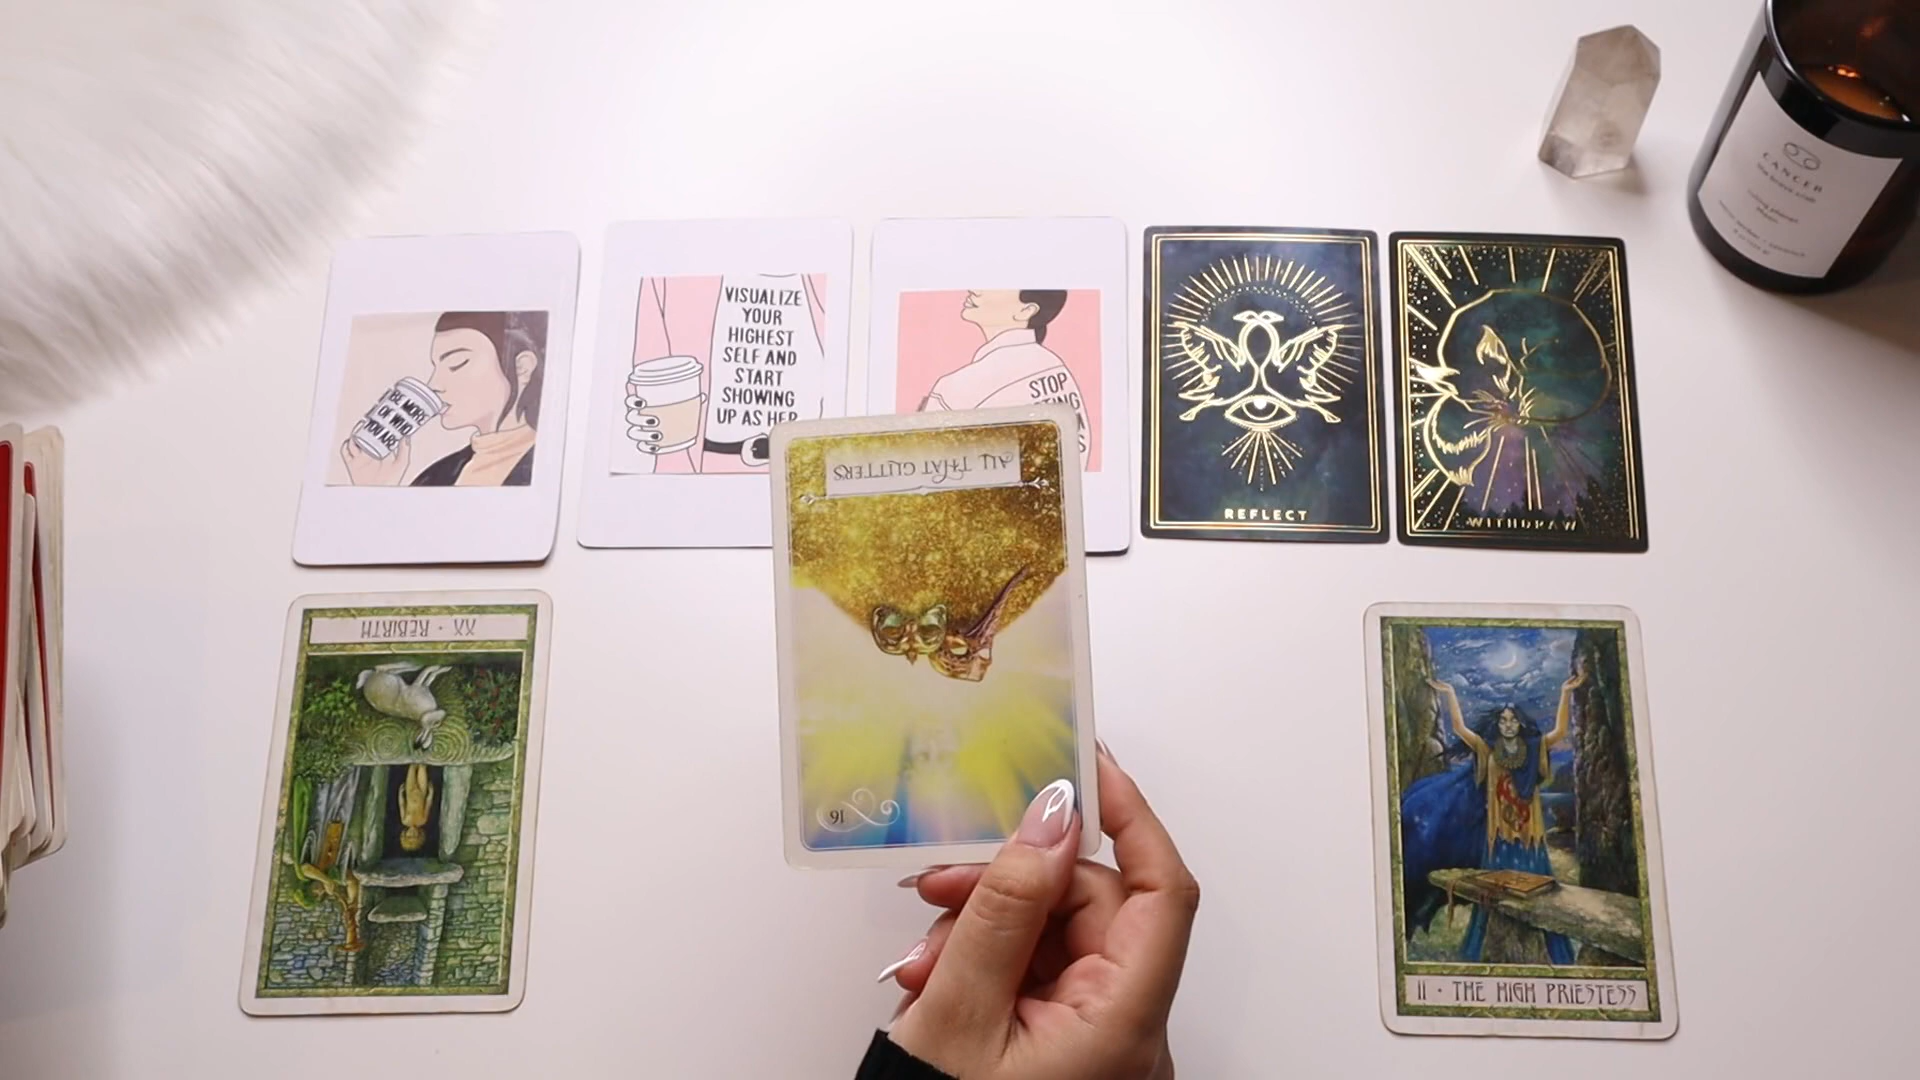 CANCER
BE MORE
OF WHO
YOU ARE
VISUALIZE
YOUR
HIGHEST
SELF AND
START
SHOWING
UP AS HER
STOP
REFLECT
WITHDRAW
ALL THAT GLITTERS
16
XX • REBIRTH
II • THE HIGH PRIESTESS